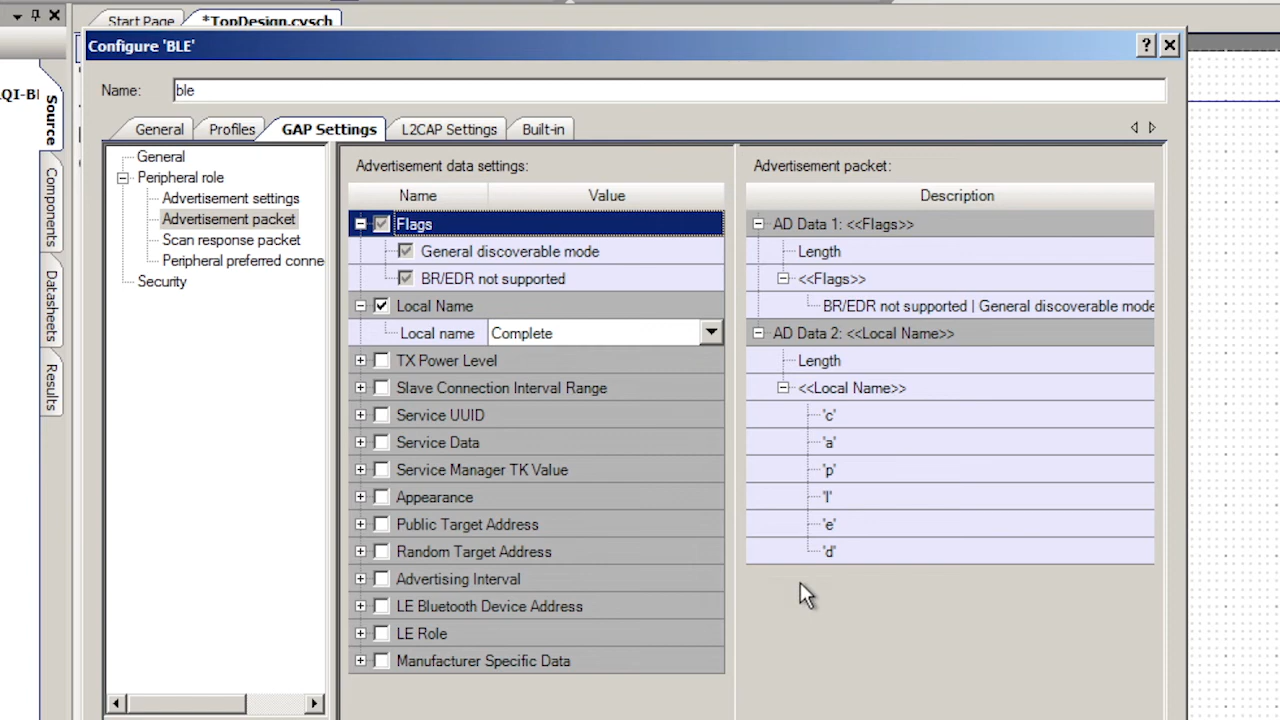 Start Page
*TopDesign.cysch
Configure 'BLE'
?
Name:
ble
General
Profiles
GAP Settings
L2CAP Settings
Built-in
Source
Components
Datasheets
Results
General
Peripheral role
Advertisement settings
Advertisement packet
Scan response packet
Peripheral preferred conne
Security
Advertisement data settings:
Name Value
Flags
General discoverable mode
BR/EDR not supported
Local Name
Local name Complete
TX Power Level
Slave Connection Interval Range
Service UUID
Service Data
Service Manager TK Value
Appearance
Public Target Address
Random Target Address
Advertising Interval
LE Bluetooth Device Address
LE Role
Manufacturer Specific Data
Advertisement packet:
Description
AD Data 1: <<Flags>>
Length
<<Flags>>
BR/EDR not supported | General discoverable mode
AD Data 2: <<Local Name>>
Length
<<Local Name>>
'c'
'a'
'p'
'l'
'e'
'd'